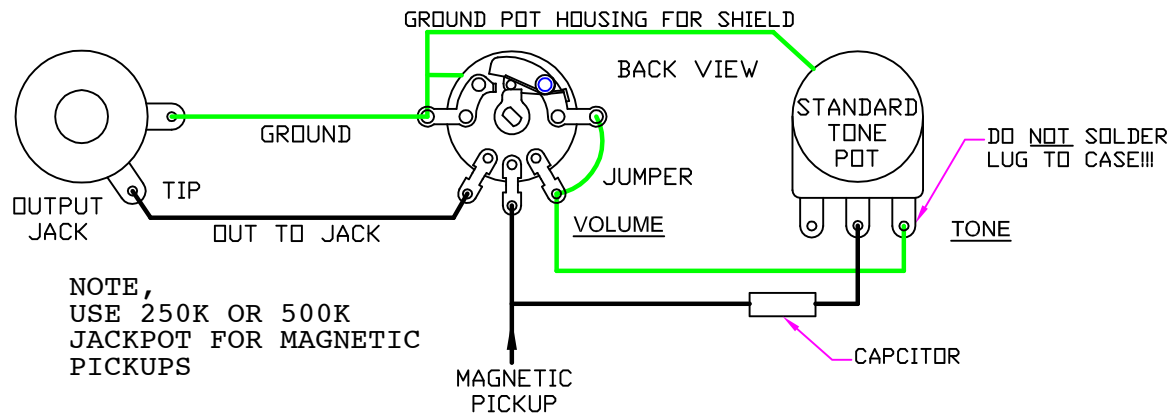 GROUND POT HOUSING FOR SHIELD
BACK VIEW
STANDARD
TONE
POT
GROUND
DO NOT SOLDER
LUG TO CASE!!!
TIP
JUMPER
OUTPUT
JACK
OUT TO JACK
VOLUME
TONE
NOTE,
USE 250K OR 500K
JACKPOT FOR MAGNETIC
PICKUPS
CAPCITOR
MAGNETIC
PICKUP